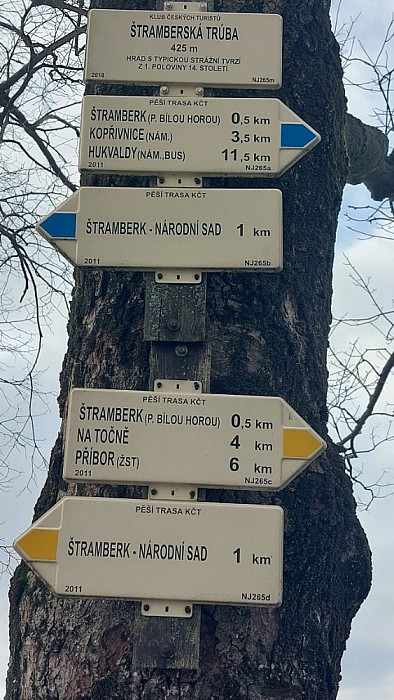 KLUB ČESKÝCH TURISTŮ
ŠTRAMBERSKÁ TRÚBA
425 m
HRAD S TYPICKOU STRÁŽNÍ TVRZÍ
Z 1. POLOVINY 14. STOLETÍ
2018 NJ265m
PĚŠÍ TRASA KČT
ŠTRAMBERK (P. BÍLOU HOROU) 0,5 km
KOPŘIVNICE (NÁM.) 3,5 km
HUKVALDY (NÁM.,BUS) 11,5 km
2011 NJ265a
PĚŠÍ TRASA KČT
ŠTRAMBERK - NÁRODNÍ SAD 1 km
2011 NJ265b
PĚŠÍ TRASA KČT
ŠTRAMBERK (P. BÍLOU HOROU) 0,5 km
NA TOČNĚ 4 km
PŘÍBOR (ŽST) 6 km
2011 NJ265c
PĚŠÍ TRASA KČT
ŠTRAMBERK - NÁRODNÍ SAD 1 km
2011 NJ265d